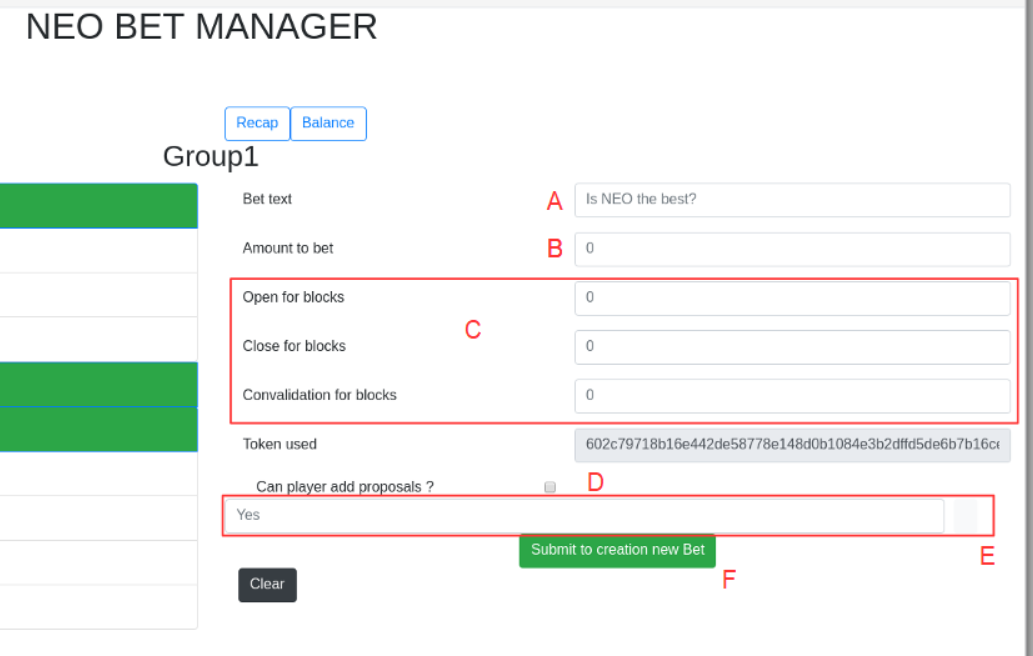 NEO BET MANAGER
Recap Balance
Group1
Bet text A Is NEO the best?
Amount to bet B 0
Open for blocks 0
C
Close for blocks 0
Convalidation for blocks 0
Token used 602c79718b16e442de58778e148d0b1084e3b2dffd5de6b7b16ce
Can player add proposals ? D
Yes
E
Submit to creation new Bet
F
Clear